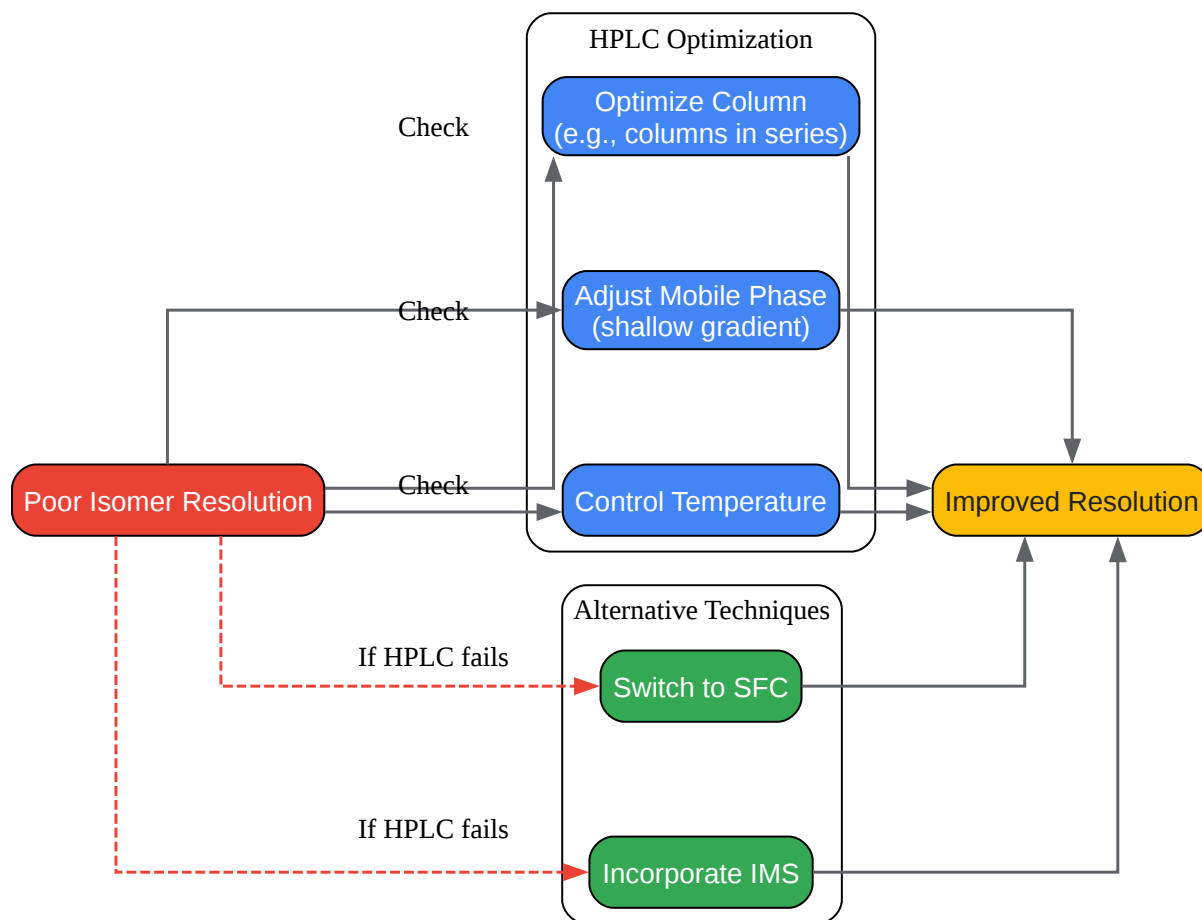 HPLC Optimization
Optimize Column
(e.g., columns in series)
Check
Adjust Mobile Phase
(shallow gradient)
Check
Poor Isomer Resolution
Check
Control Temperature
Improved Resolution
Alternative Techniques
If HPLC fails
Switch to SFC
If HPLC fails
Incorporate IMS